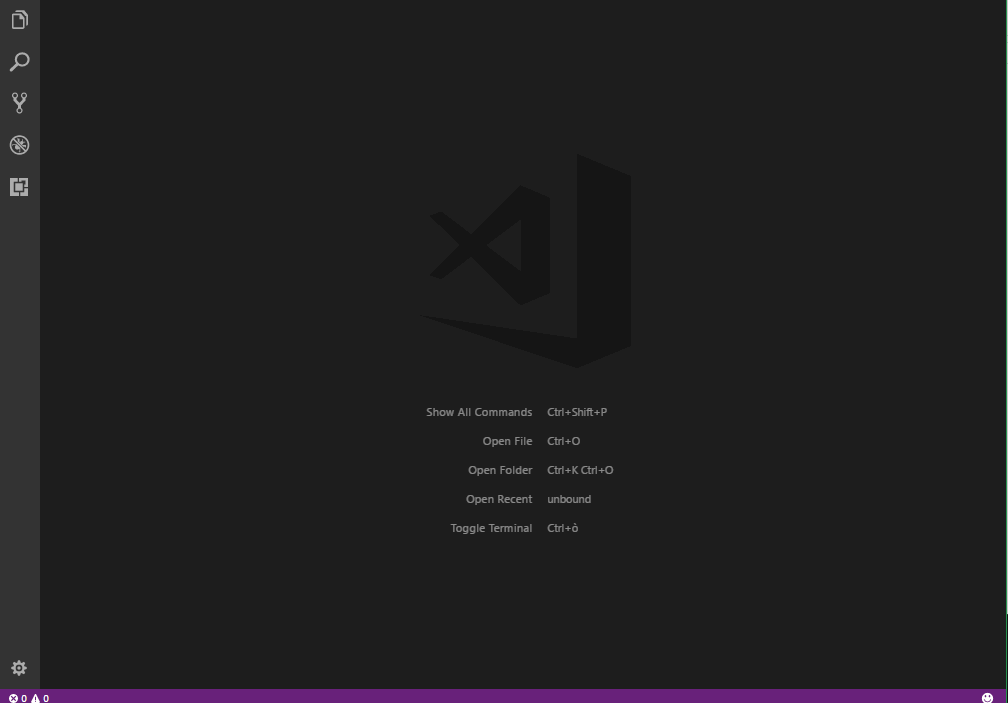 Show All Commands Ctrl+Shift+P
Open File Ctrl+O
Open Folder Ctrl+K Ctrl+O
Open Recent unbound
Toggle Terminal Ctrl+ò
0 0